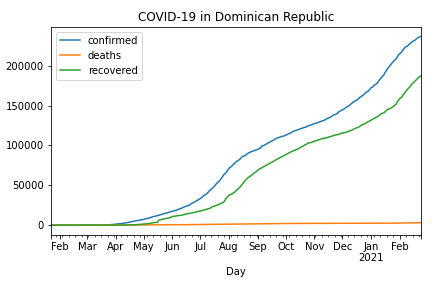 COVID-19 in Dominican Republic
confirmed
deaths
recovered
200000
150000
100000
50000
0
Feb Mar Apr May Jun Jul Aug Sep Oct Nov Dec Jan Feb
2021
Day